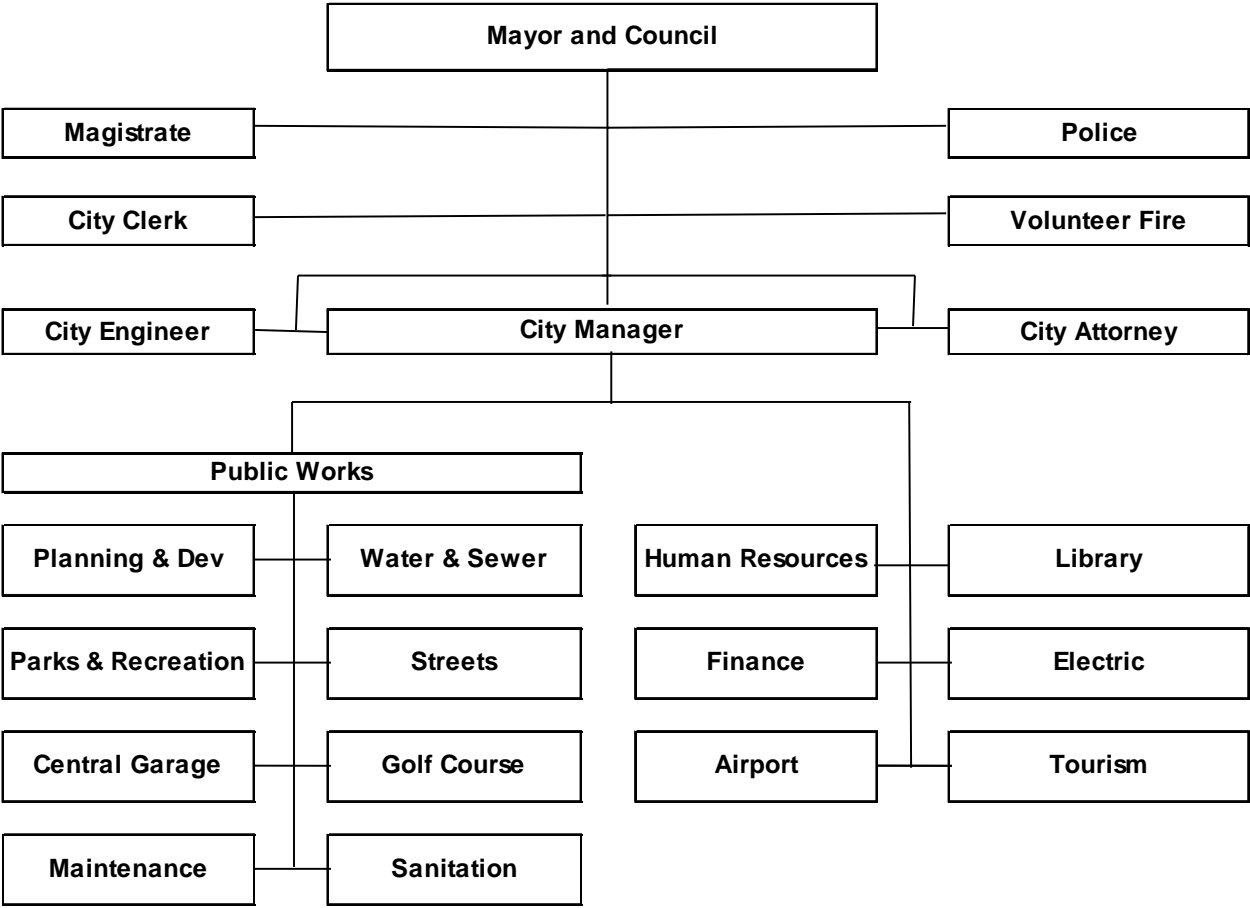 Mayor and Council
Magistrate
Police
City Clerk
Volunteer Fire
City Engineer
City Manager
City Attorney
Public Works
Planning & Dev
Water & Sewer
Human Resources
Library
Parks & Recreation
Streets
Finance
Electric
Central Garage
Golf Course
Airport
Tourism
Maintenance
Sanitation